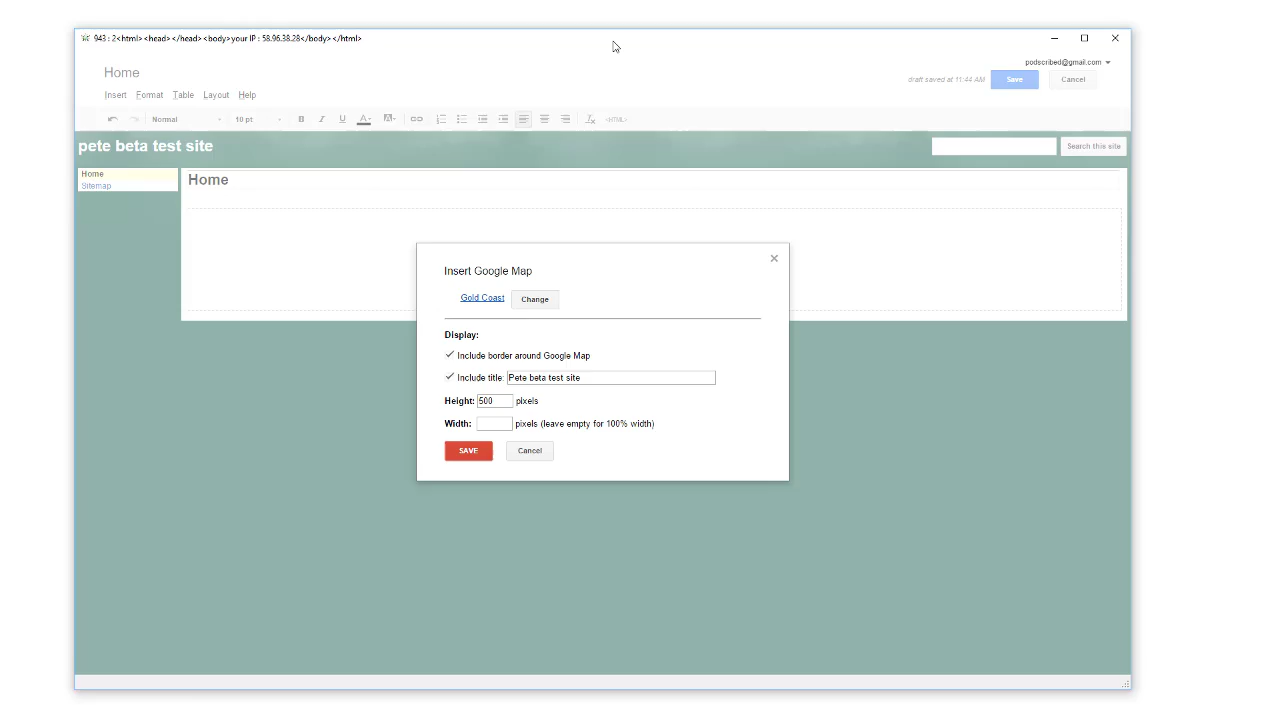 943 : 2<html><head></head><body>your IP : 58.96.38.28</body></html>
podscribed@gmail.com
Home
draft saved at 11:44 AM Save Cancel
Insert Format Table Layout Help
Normal 10 pt B I U A A <HTML>
pete beta test site
Search this site
Home
Sitemap
Home
Insert Google Map
Gold Coast Change
Display:
Include border around Google Map
Include title: Pete beta test site
Height: 500 pixels
Width: pixels (leave empty for 100% width)
SAVE Cancel